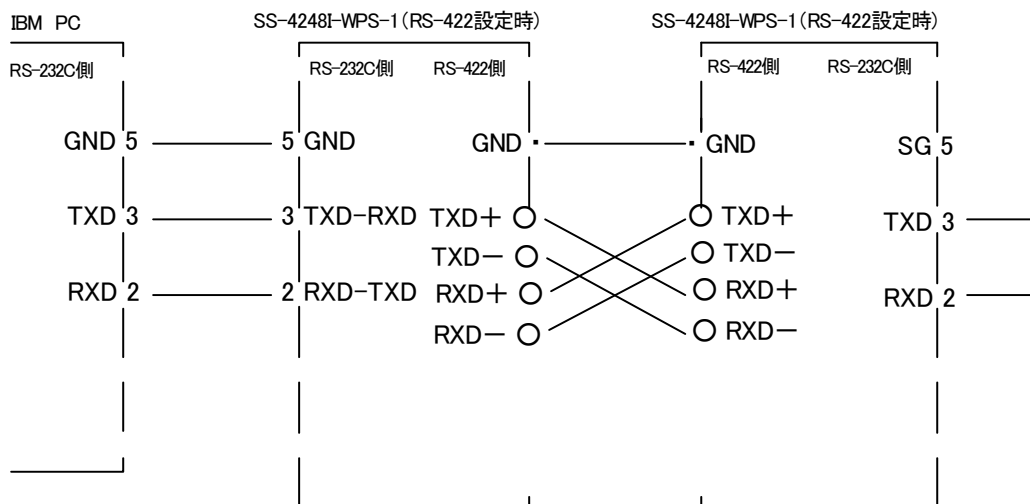 IBM PC
SS-4248I-WPS-1(RS-422設定時)
SS-4248I-WPS-1(RS-422設定時)
RS-232C側
RS-232C側
RS-422側
RS-422側
RS-232C側
GND 5
5 GND
GND
GND
SG 5
TXD 3
3 TXD-RXD
TXD+
TXD+
TXD 3
TXD-
TXD-
RXD 2
2 RXD-TXD
RXD+
RXD+
RXD 2
RXD-
RXD-